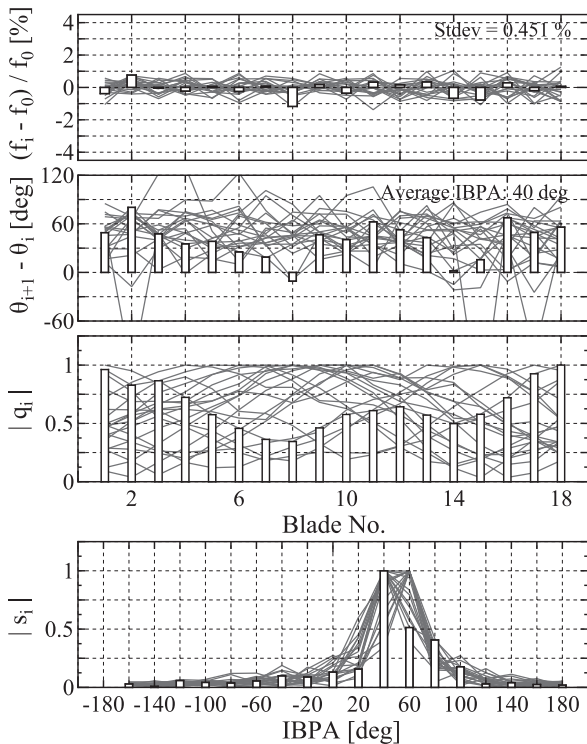 4
2
0
-2
-4
(f_i - f_0) / f_0 [%]
Stdev = 0.451 %
120
60
0
-60
θ_{i+1} - θ_i [deg]
Average IBPA: 40 deg
1
0.5
0
| q_i |
2 6 10 14 18
Blade No.
1
0.5
0
| s_i |
-180 -140 -100 -60 -20 20 60 100 140 180
IBPA [deg]